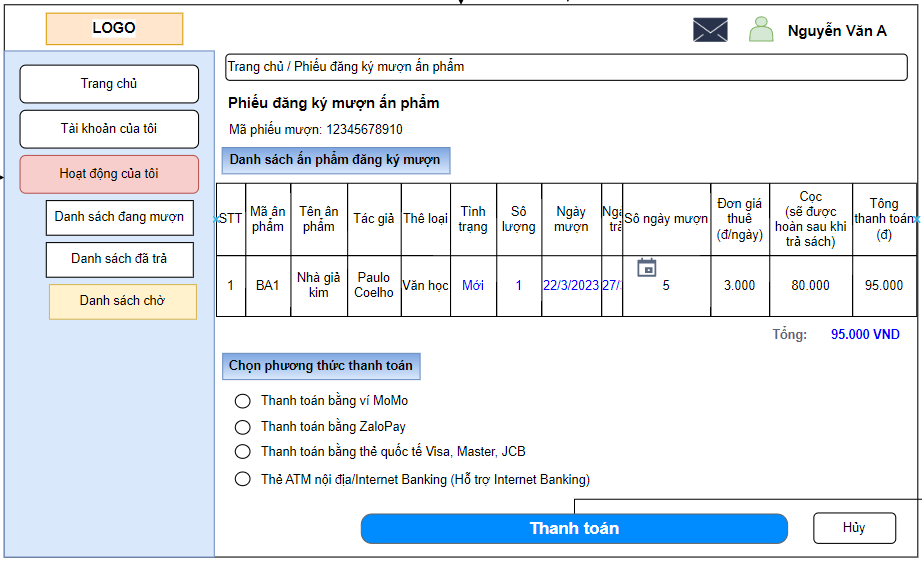 LOGO
Nguyễn Văn A
Trang chủ
Tài khoản của tôi
Hoạt động của tôi
Danh sách đang mượn
Danh sách đã trả
Danh sách chờ
Trang chủ / Phiếu đăng ký mượn ấn phẩm
Phiếu đăng ký mượn ấn phẩm
Mã phiếu mượn: 12345678910
Danh sách ấn phẩm đăng ký mượn
STT Mã ấn phẩm Tên ấn phẩm Tác giả Thể loại Tình trạng Số lượng Ngày mượn Số ngày mượn Đơn giá thuê (đ/ngày) Cọc (sẽ được hoàn sau khi trả sách) Tổng thanh toán (đ)
1 BA1 Nhà giả kim Paulo Coelho Văn học Mới 1 22/3/2023 27/ 5 3.000 80.000 95.000
Tổng: 95.000 VND
Chọn phương thức thanh toán
Thanh toán bằng ví MoMo
Thanh toán bằng ZaloPay
Thanh toán bằng thẻ quốc tế Visa, Master, JCB
Thẻ ATM nội địa/Internet Banking (Hỗ trợ Internet Banking)
Thanh toán
Hủy